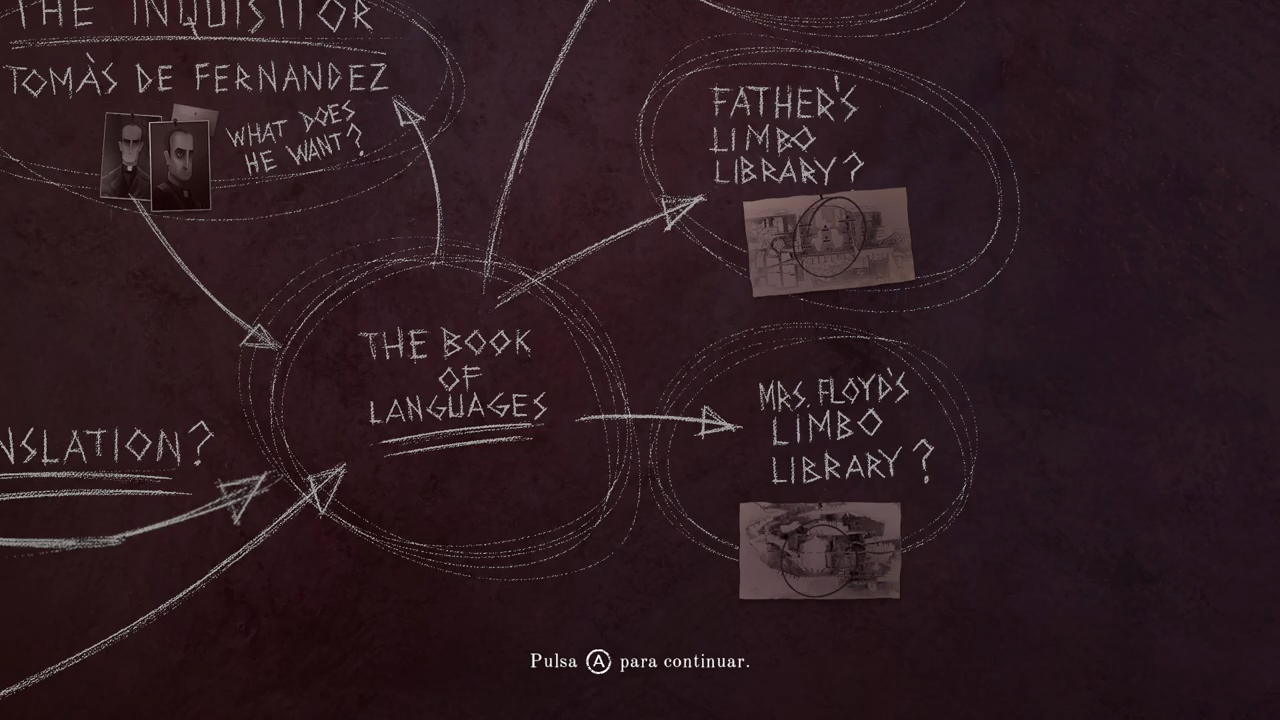 THE INQUISITOR
TOMÀS DE FERNANDEZ
WHAT DOES
HE WANT?
FATHER'S
LIMBO
LIBRARY?
THE BOOK
OF
LANGUAGES
MRS. FLOYD'S
LIMBO
LIBRARY?
NSLATION?
Pulsa A para continuar.